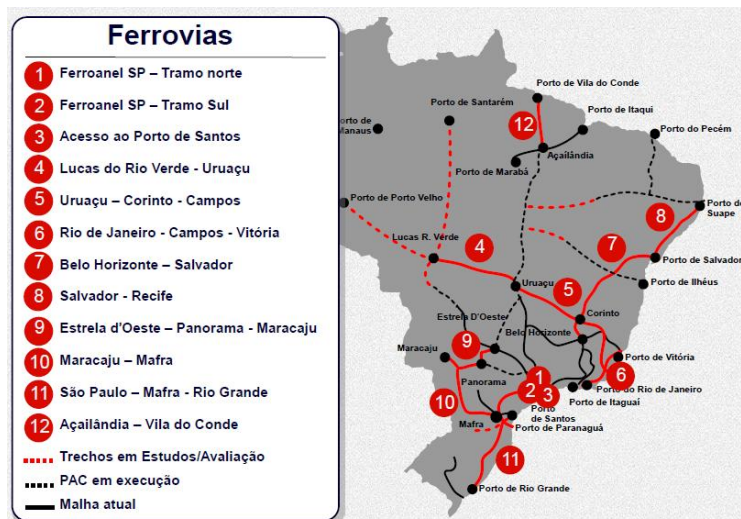 Ferrovias
1 Ferroanel SP – Tramo norte
2 Ferroanel SP – Tramo Sul
3 Acesso ao Porto de Santos
4 Lucas do Rio Verde - Uruaçu
5 Uruaçu – Corinto - Campos
6 Rio de Janeiro - Campos - Vitória
7 Belo Horizonte – Salvador
8 Salvador - Recife
9 Estrela d'Oeste – Panorama - Maracaju
10 Maracaju – Mafra
11 São Paulo – Mafra - Rio Grande
12 Açailândia – Vila do Conde
Trechos em Estudos/Avaliação
PAC em execução
Malha atual
Porto de Vila do Conde
Porto de Santarém
Porto de Itaqui
Porto de
Manaus
12
Porto do Pecém
Açailândia
Porto de Marabá
Porto de Porto Velho
Porto de
Suape
8
Lucas R. Verde
4
7
Porto de Salvador
Uruaçu
5
Porto de Ilhéus
Corinto
Estrela D'Oeste
Belo Horizonte
9
Maracaju
Porto de Vitória
6
Panorama
1
2
3
Porto do Rio de Janeiro
Porto de Itaguaí
10
Porto
de Santos
Mafra
Porto de Paranaguá
11
Porto de Rio Grande